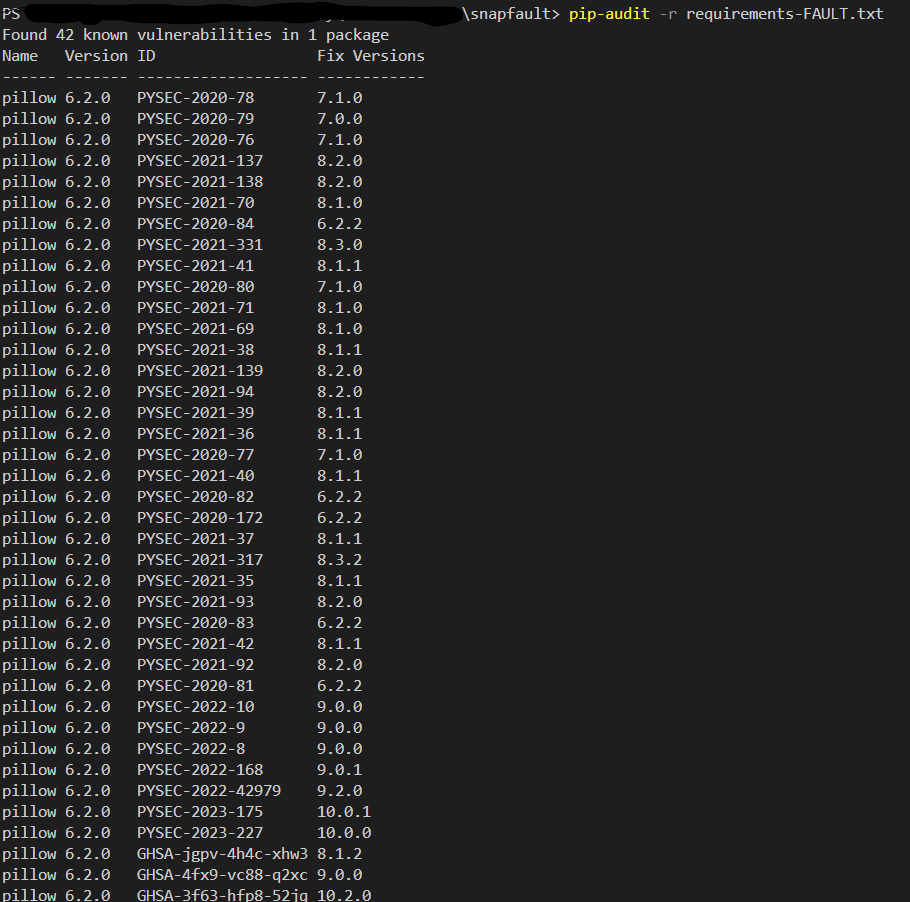 PS \snapfault> pip-audit -r requirements-FAULT.txt
Found 42 known vulnerabilities in 1 package
Name   Version ID                  Fix Versions
------ ------- ------------------- ------------
pillow 6.2.0   PYSEC-2020-78       7.1.0
pillow 6.2.0   PYSEC-2020-79       7.0.0
pillow 6.2.0   PYSEC-2020-76       7.1.0
pillow 6.2.0   PYSEC-2021-137      8.2.0
pillow 6.2.0   PYSEC-2021-138      8.2.0
pillow 6.2.0   PYSEC-2021-70       8.1.0
pillow 6.2.0   PYSEC-2020-84       6.2.2
pillow 6.2.0   PYSEC-2021-331      8.3.0
pillow 6.2.0   PYSEC-2021-41       8.1.1
pillow 6.2.0   PYSEC-2020-80       7.1.0
pillow 6.2.0   PYSEC-2021-71       8.1.0
pillow 6.2.0   PYSEC-2021-69       8.1.0
pillow 6.2.0   PYSEC-2021-38       8.1.1
pillow 6.2.0   PYSEC-2021-139      8.2.0
pillow 6.2.0   PYSEC-2021-94       8.2.0
pillow 6.2.0   PYSEC-2021-39       8.1.1
pillow 6.2.0   PYSEC-2021-36       8.1.1
pillow 6.2.0   PYSEC-2020-77       7.1.0
pillow 6.2.0   PYSEC-2021-40       8.1.1
pillow 6.2.0   PYSEC-2020-82       6.2.2
pillow 6.2.0   PYSEC-2020-172      6.2.2
pillow 6.2.0   PYSEC-2021-37       8.1.1
pillow 6.2.0   PYSEC-2021-317      8.3.2
pillow 6.2.0   PYSEC-2021-35       8.1.1
pillow 6.2.0   PYSEC-2021-93       8.2.0
pillow 6.2.0   PYSEC-2020-83       6.2.2
pillow 6.2.0   PYSEC-2021-42       8.1.1
pillow 6.2.0   PYSEC-2021-92       8.2.0
pillow 6.2.0   PYSEC-2020-81       6.2.2
pillow 6.2.0   PYSEC-2022-10       9.0.0
pillow 6.2.0   PYSEC-2022-9        9.0.0
pillow 6.2.0   PYSEC-2022-8        9.0.0
pillow 6.2.0   PYSEC-2022-168      9.0.1
pillow 6.2.0   PYSEC-2022-42979    9.2.0
pillow 6.2.0   PYSEC-2023-175      10.0.1
pillow 6.2.0   PYSEC-2023-227      10.0.0
pillow 6.2.0   GHSA-jgpv-4h4c-xhw3 8.1.2
pillow 6.2.0   GHSA-4fx9-vc88-q2xc 9.0.0
pillow 6.2.0   GHSA-3f63-hfp8-52jq 10.2.0